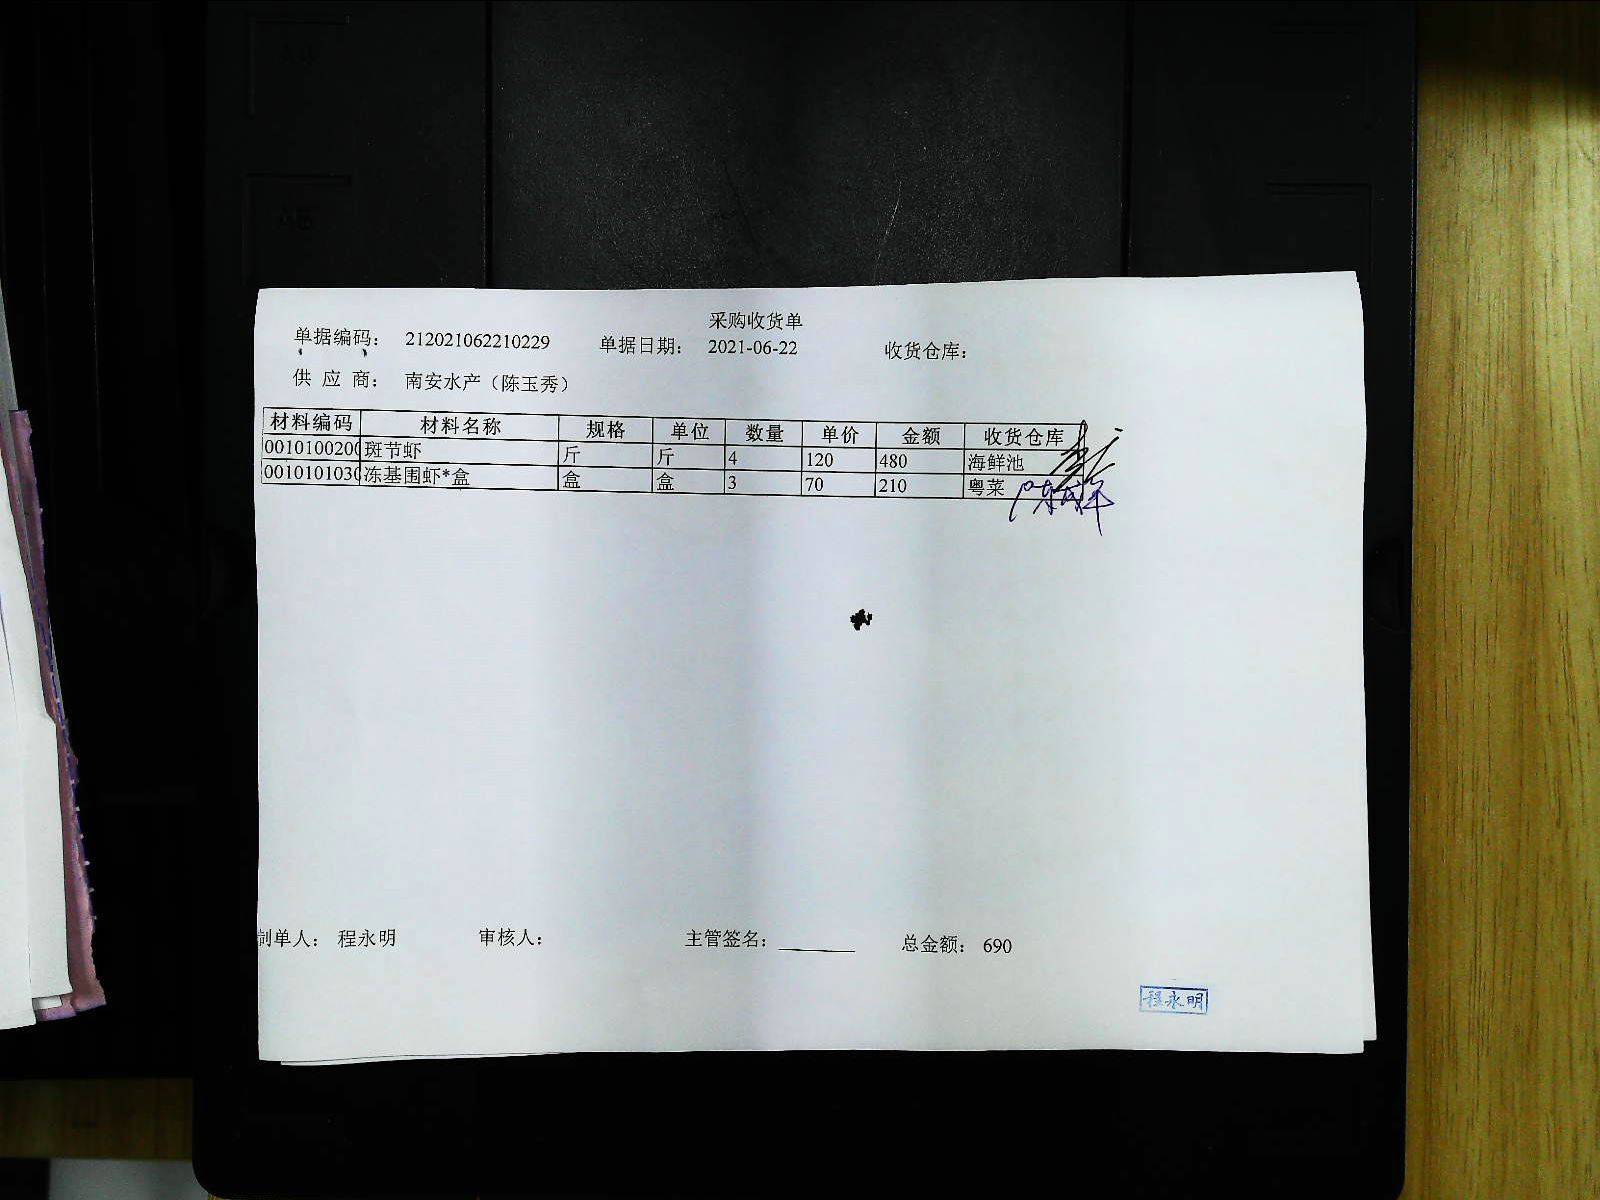 采购收货单
单据编码： 212021062210229 单据日期： 2021-06-22 收货仓库：
供 应 商： 南安水产（陈玉秀）
材料编码 材料名称 规格 单位 数量 单价 金额 收货仓库
0010100200 斑节虾 斤 斤 4 120 480 海鲜池
0010101030 冻基围虾*盒 盒 盒 3 70 210 粤菜
制单人： 程永明 审核人： 主管签名： 总金额： 690
程永明